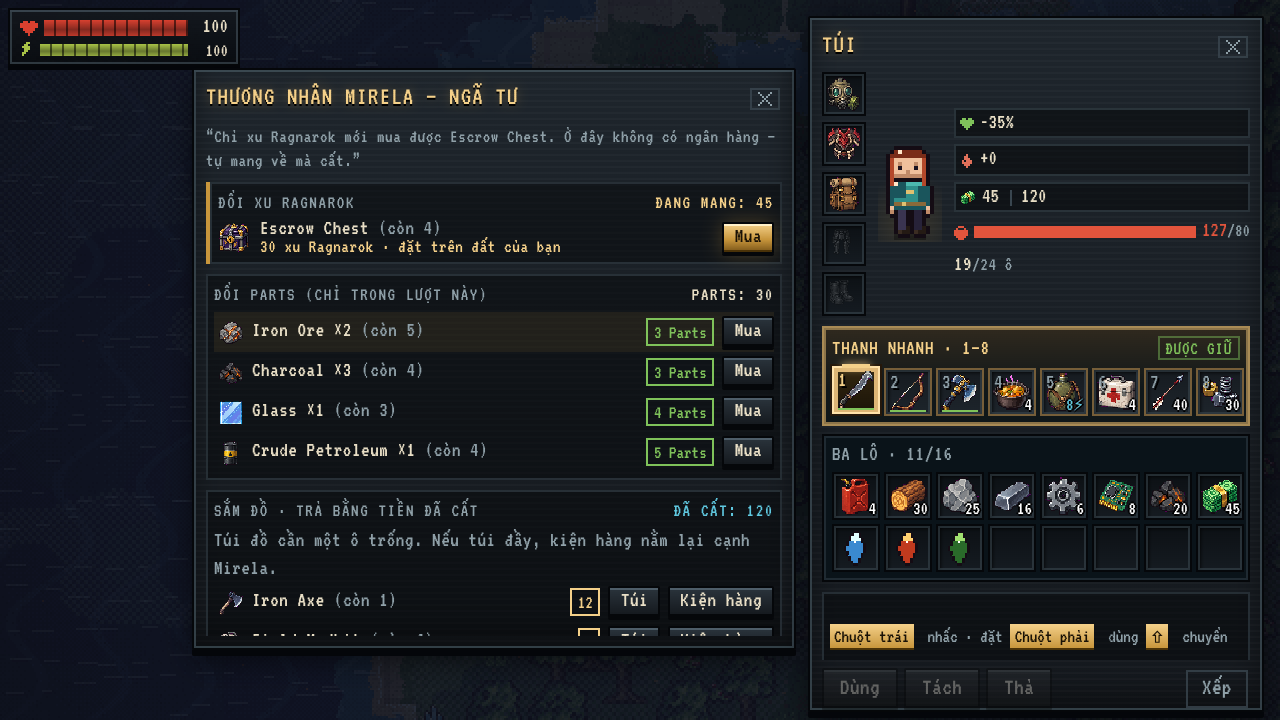 100
100
THƯƠNG NHÂN MIRELA – NGÃ TƯ
“Chỉ xu Ragnarok mới mua được Escrow Chest. Ở đây không có ngân hàng –
tự mang về mà cất.”
ĐỔI XU RAGNAROK
ĐANG MANG: 45
Escrow Chest (còn 4)
30 xu Ragnarok · đặt trên đất của bạn
Mua
ĐỔI PARTS (CHỈ TRONG LƯỢT NÀY)
PARTS: 30
Iron Ore ×2 (còn 5)
3 Parts
Mua
Charcoal ×3 (còn 4)
3 Parts
Mua
Glass ×1 (còn 3)
4 Parts
Mua
Crude Petroleum ×1 (còn 4)
5 Parts
Mua
SẮM ĐỒ · TRẢ BẰNG TIỀN ĐÃ CẤT
ĐÃ CẤT: 120
Túi đồ cần một ô trống. Nếu túi đầy, kiện hàng nằm lại cạnh
Mirela.
Iron Axe (còn 1)
12
Túi
Kiện hàng
TÚI
-35%
+0
45 | 120
127/80
19/24 ô
THANH NHANH · 1–8
ĐƯỢC GIỮ
1
2
3
4 4
5 8
6 4
7 40
8 30
BA LÔ · 11/16
4
30
25
16
6
8
20
45
Chuột trái nhấc · đặt Chuột phải dùng ⇧ chuyển
Dùng
Tách
Thả
Xếp